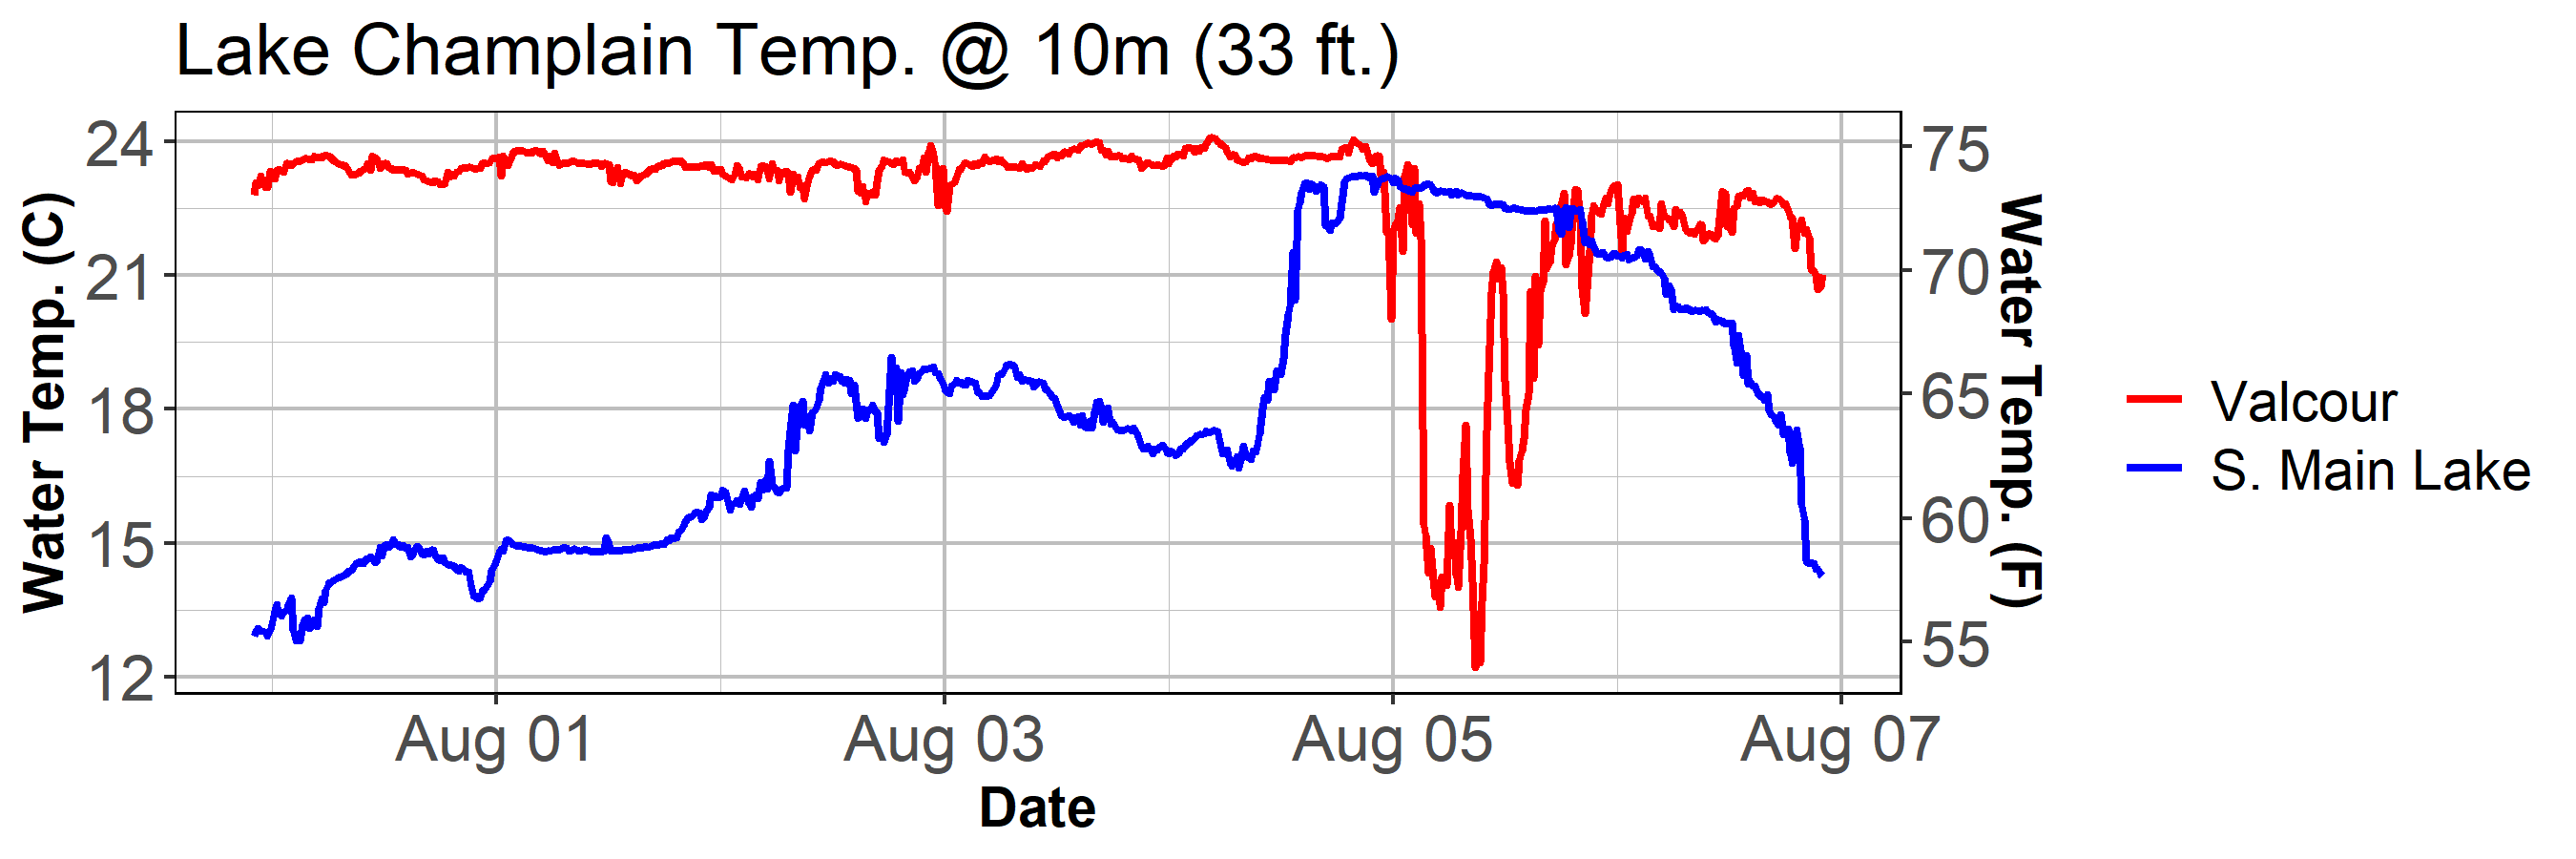 Lake Champlain Temp. @ 10m (33 ft.)
Water Temp. (C)
24
21
18
15
12
75
70
65
60
55
Water Temp. (F)
Aug 01
Aug 03
Aug 05
Aug 07
Date
Valcour
S. Main Lake